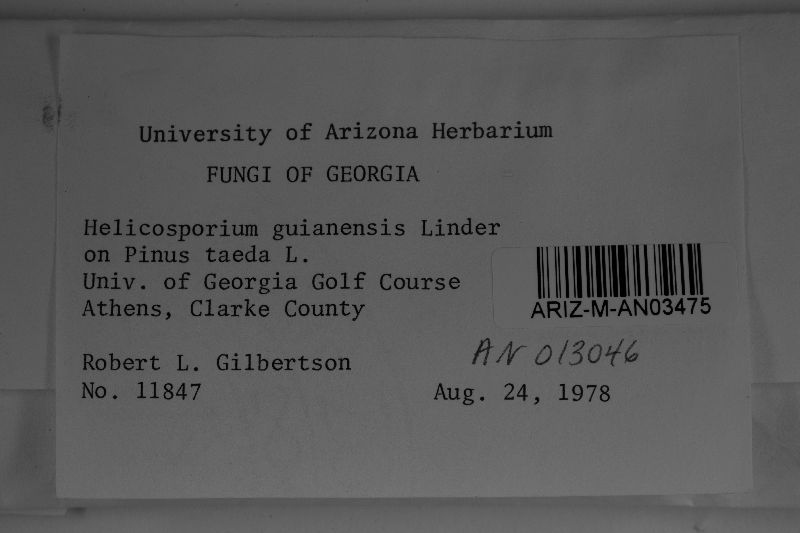 University of Arizona Herbarium
FUNGI OF GEORGIA
Helicosporium guianensis Linder
on Pinus taeda L.
Univ. of Georgia Golf Course
Athens, Clarke County
ARIZ-M-AN03475
AN 013046
Robert L. Gilbertson
No. 11847
Aug. 24, 1978